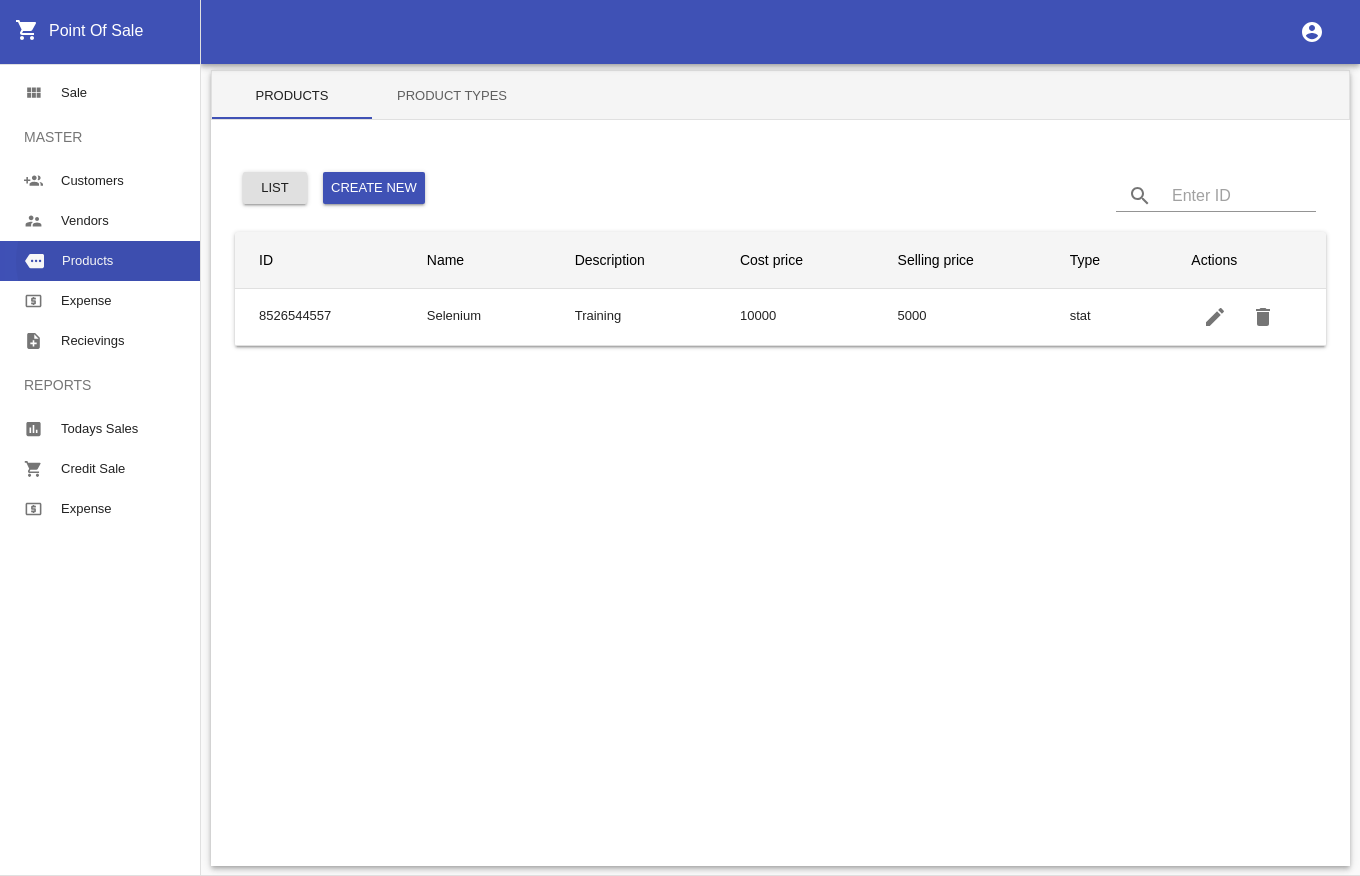 Point Of Sale
Sale
MASTER
Customers
Vendors
Products
Expense
Recievings
REPORTS
Todays Sales
Credit Sale
Expense
PRODUCTS PRODUCT TYPES
LIST CREATE NEW Enter ID
ID Name Description Cost price Selling price Type Actions
8526544557 Selenium Training 10000 5000 stat